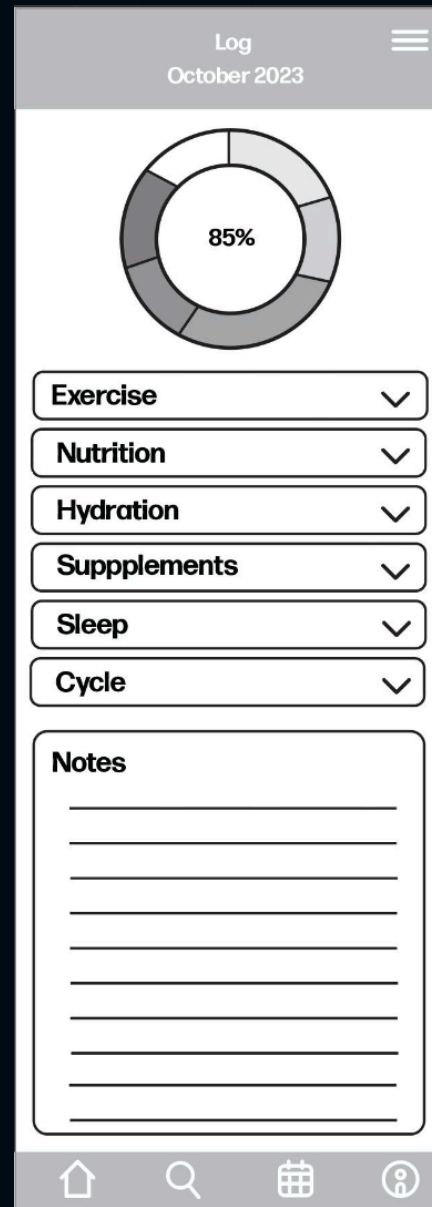 Log
October 2023
85%
Exercise
Nutrition
Hydration
Suppplements
Sleep
Cycle
Notes